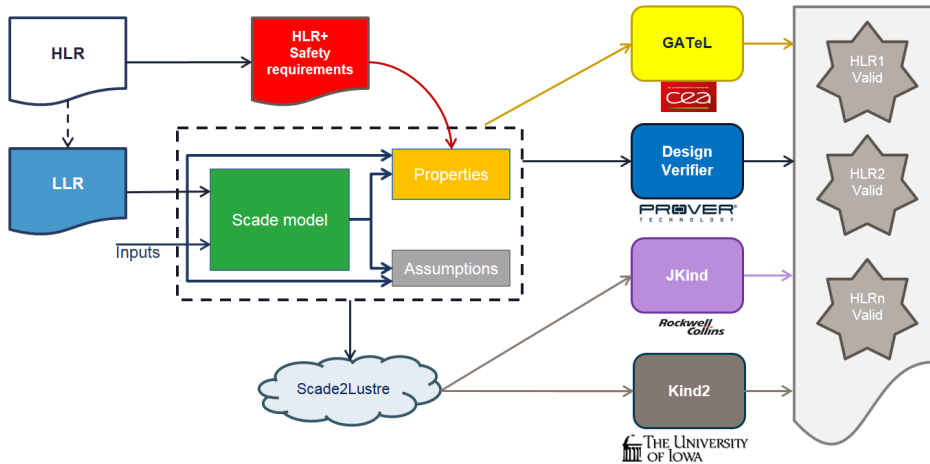 HLR
HLR+
Safety
requirements
GATeL
cea
HLR1
Valid
LLR
Properties
Design
Verifier
PROVER
TECHNOLOGY
HLR2
Valid
Scade model
Inputs
Assumptions
JKind
Rockwell
Collins
HLRn
Valid
Scade2Lustre
Kind2
THE UNIVERSITY
OF IOWA